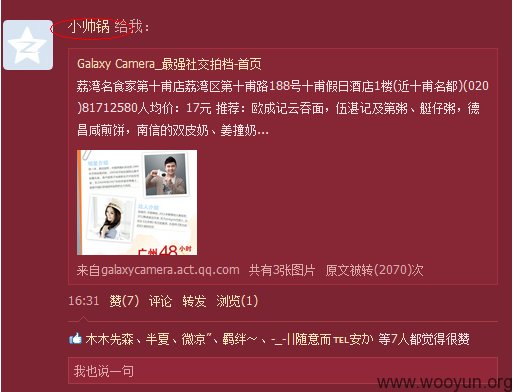 小帅锅 给我：
Galaxy Camera_最强社交拍档-首页
荔湾名食家第十甫店荔湾区第十甫路188号十甫假日酒店1楼(近十甫名都)(020
)81712580人均价：17元 推荐：欧成记云吞面，伍湛记及第粥、艇仔粥，德
昌咸煎饼，南信的双皮奶、姜撞奶...
广州48小时
来自galaxycamera.act.qq.com 共有3张图片 原文被转(2070)次
16:31 赞(7) 评论 转发 浏览(1)
木木先森、半夏、微凉″、羁绊～、-_-||随意而℡安か 等7人都觉得很赞
我也说一句
www.wooyun.org